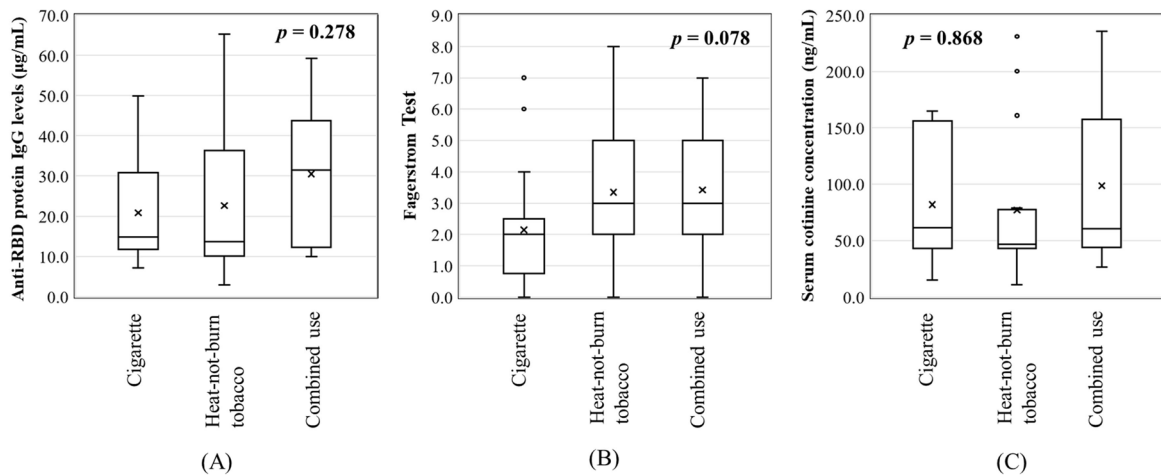 Anti-RBD protein IgG levels (μg/mL)
70.0
60.0
50.0
40.0
30.0
20.0
10.0
0.0
p = 0.278
Cigarette
Heat-not-burn
tobacco
Combined use
(A)
Fagerstrom Test
9.0
8.0
7.0
6.0
5.0
4.0
3.0
2.0
1.0
0.0
p = 0.078
Cigarette
Heat-not-burn
tobacco
Combined use
(B)
Serum cotinine concentration (ng/mL)
250.0
200.0
150.0
100.0
50.0
0.0
p = 0.868
Cigarette
Heat-not-burn
tobacco
Combined use
(C)